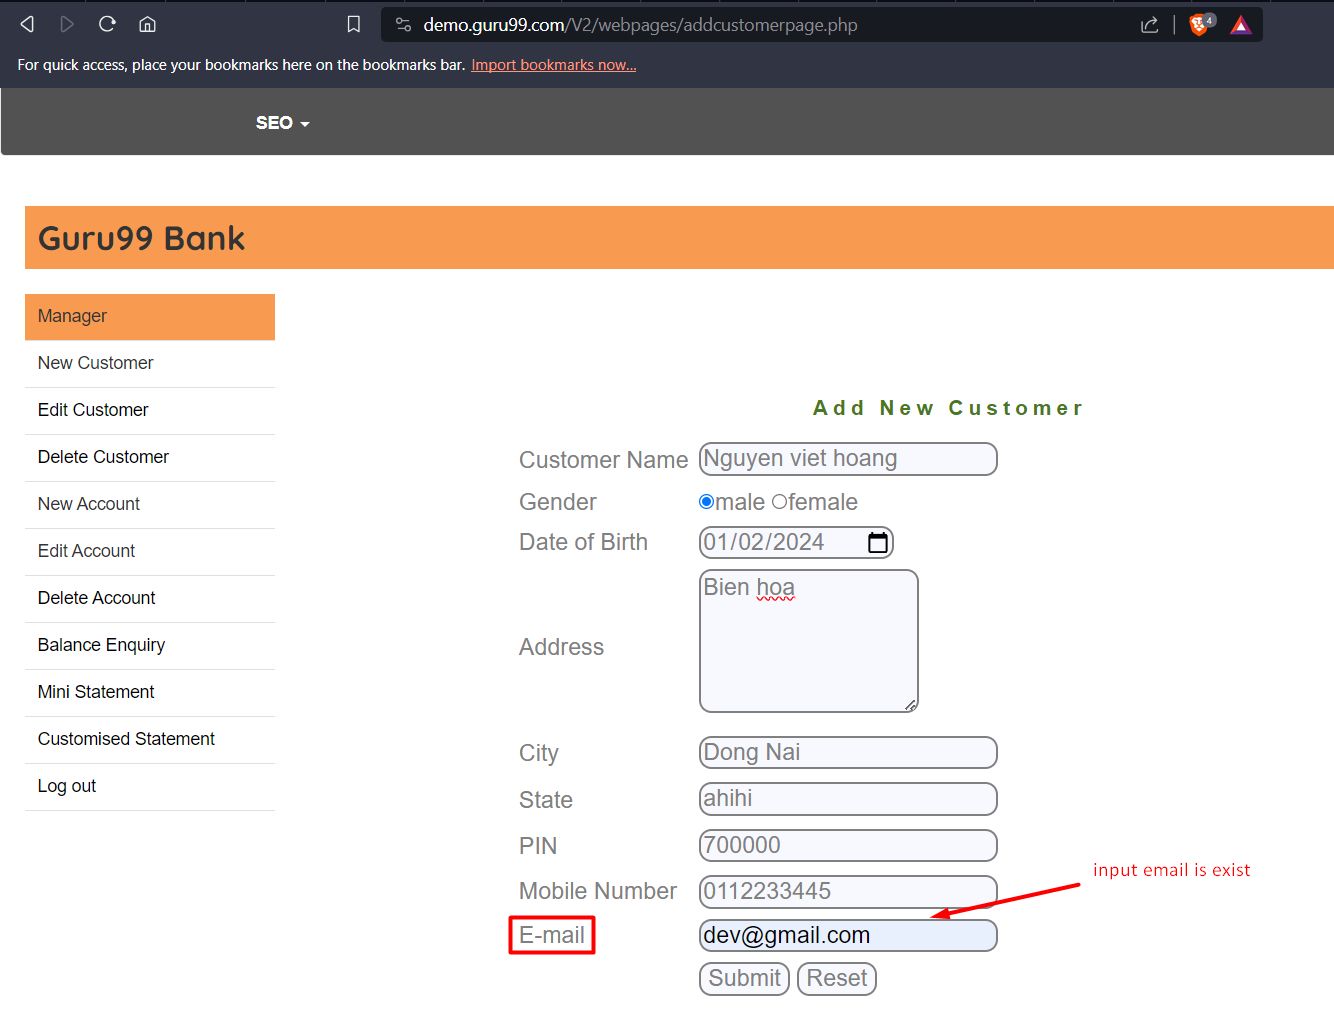 demo.guru99.com/V2/webpages/addcustomerpage.php
4
For quick access, place your bookmarks here on the bookmarks bar. Import bookmarks now...
SEO
Guru99 Bank
Manager
New Customer
Edit Customer
Delete Customer
New Account
Edit Account
Delete Account
Balance Enquiry
Mini Statement
Customised Statement
Log out
Add New Customer
Customer Name Nguyen viet hoang
Gender male female
Date of Birth 01/02/2024
Address Bien hoa
City Dong Nai
State ahihi
PIN 700000
Mobile Number 0112233445
input email is exist
E-mail dev@gmail.com
Submit Reset